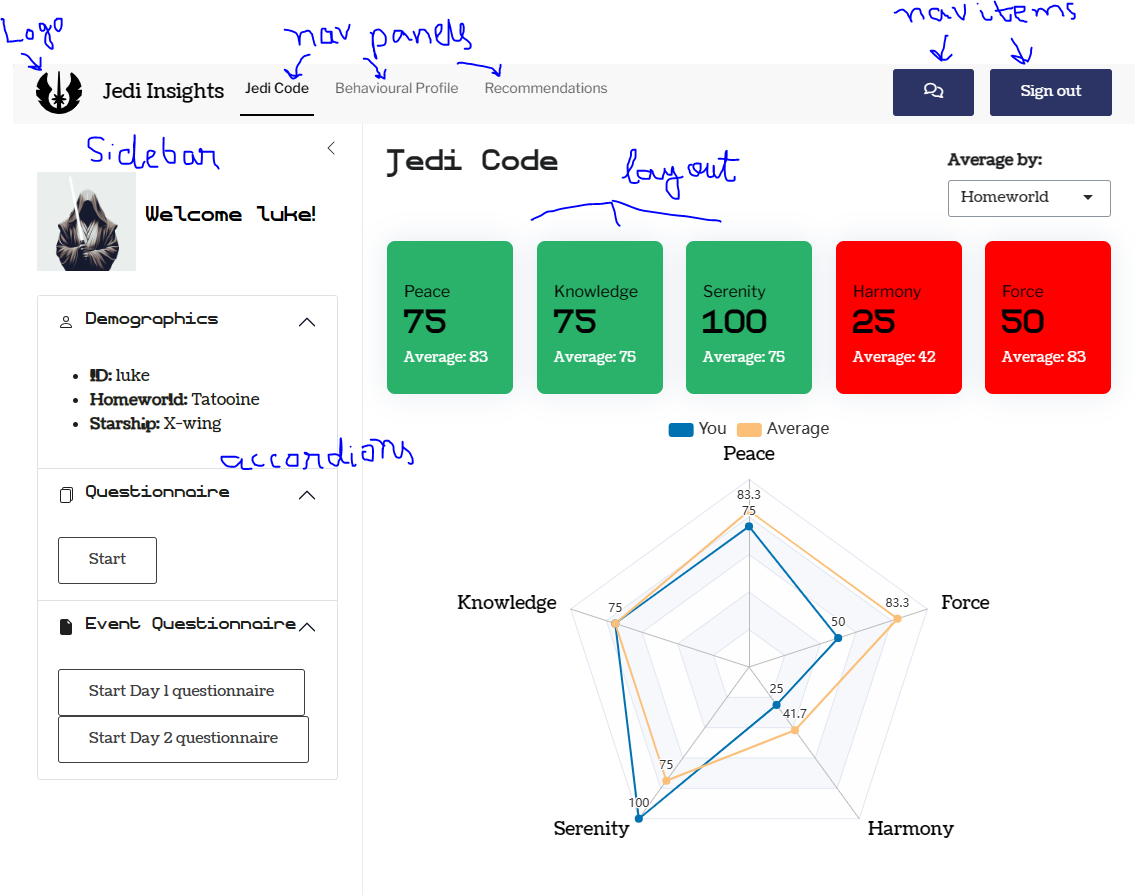 Logo
nav panels
nav items
Jedi Insights
Jedi Code
Behavioural Profile
Recommendations
Sign out
Sidebar
Welcome luke!
Demographics
ID: luke
Homeworld: Tatooine
Starship: X-wing
accordions
Questionnaire
Start
Event Questionnaire
Start Day 1 questionnaire
Start Day 2 questionnaire
Jedi Code
layout
Average by:
Homeworld
Peace
75
Average: 83
Knowledge
75
Average: 75
Serenity
100
Average: 75
Harmony
25
Average: 42
Force
50
Average: 83
You
Average
Peace
83.3
75
Knowledge
75
83.3
Force
50
25
41.7
75
100
Serenity
Harmony